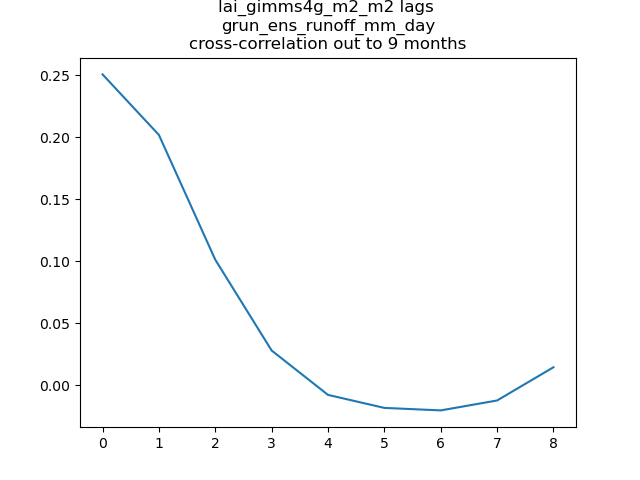 lai_gimms4g_m2_m2 lags
grun_ens_runoff_mm_day
cross-correlation out to 9 months
0.25
0.20
0.15
0.10
0.05
0.00
0 1 2 3 4 5 6 7 8